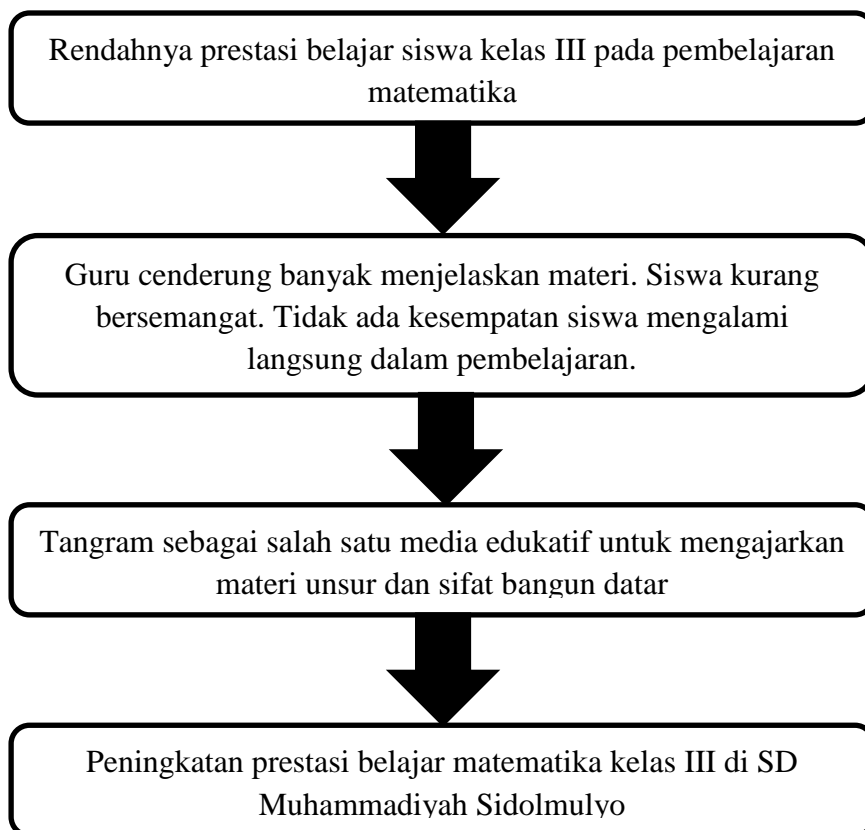 Rendahnya prestasi belajar siswa kelas III pada pembelajaran
matematika
Guru cenderung banyak menjelaskan materi. Siswa kurang
bersemangat. Tidak ada kesempatan siswa mengalami
langsung dalam pembelajaran.
Tangram sebagai salah satu media edukatif untuk mengajarkan
materi unsur dan sifat bangun datar
Peningkatan prestasi belajar matematika kelas III di SD
Muhammadiyah Sidolmulyo